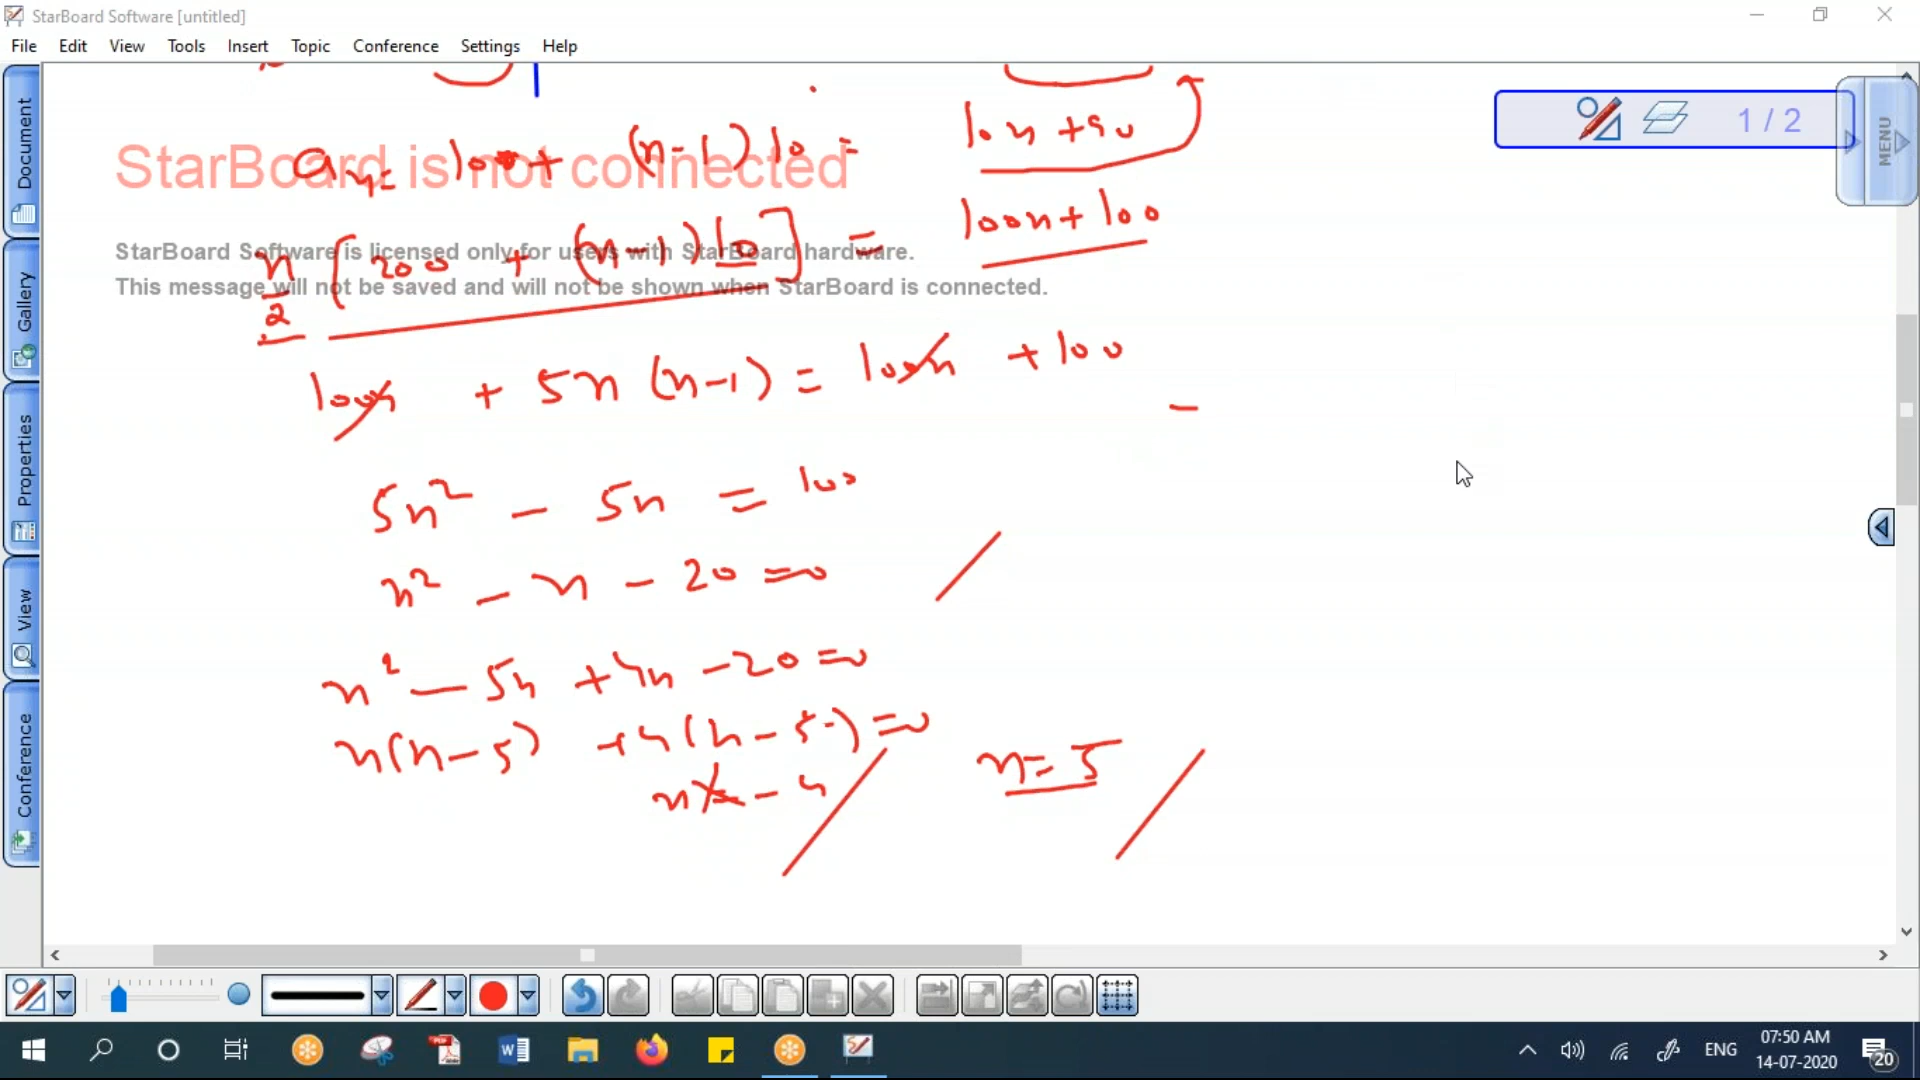 StarBoard Software [untitled]
File Edit View Tools Insert Topic Conference Settings Help
Document
Gallery
Properties
View
Conference
1 / 2
MENU
StarBoard is not connected
StarBoard Software is licensed only for users with StarBoard hardware.
This message will not be saved and will not be shown when StarBoard is connected.
an = 100 + (n-1) 10 = 10n + 90
n/2 [200 + (n-1) 10] = 100n + 100
100n + 5n (n-1) = 100n + 100
5n² - 5n = 100
n² - n - 20 = 0
n² - 5n + 4n - 20 = 0
n(n-5) + 4(n-5) = 0
n = -4 n = 5
ENG
07:50 AM
14-07-2020
20